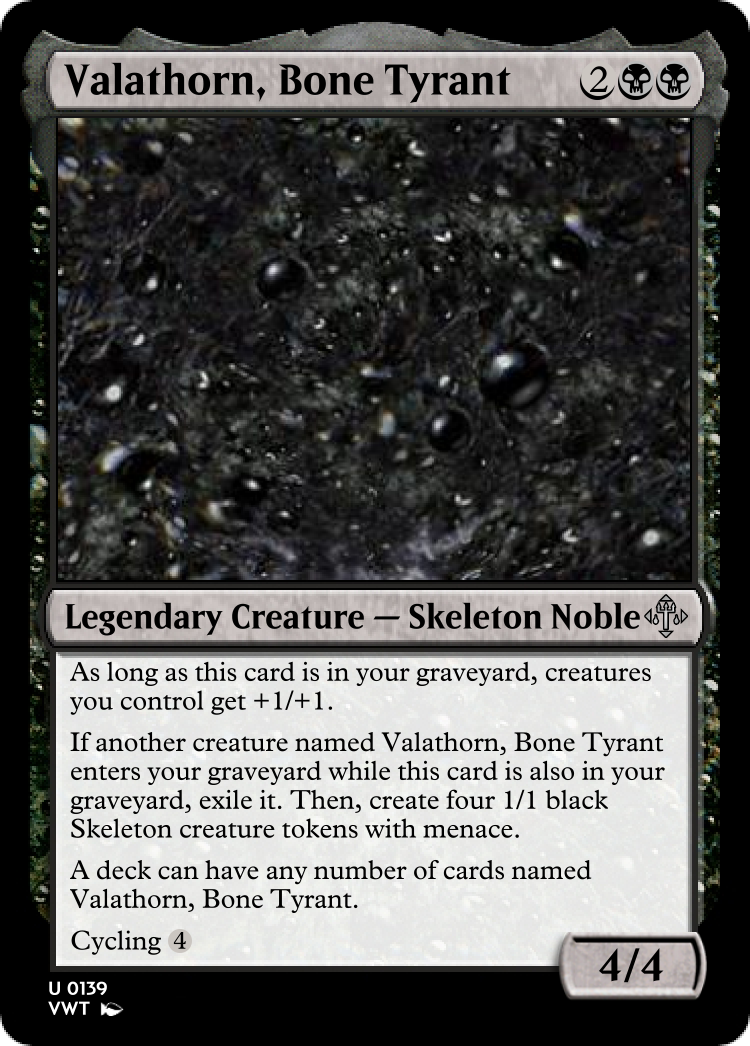 Valathorn, Bone Tyrant 2
Legendary Creature — Skeleton Noble
As long as this card is in your graveyard, creatures
you control get +1/+1.
If another creature named Valathorn, Bone Tyrant
enters your graveyard while this card is also in your
graveyard, exile it. Then, create four 1/1 black
Skeleton creature tokens with menace.
A deck can have any number of cards named
Valathorn, Bone Tyrant.
Cycling 4
4/4
U 0139
VWT